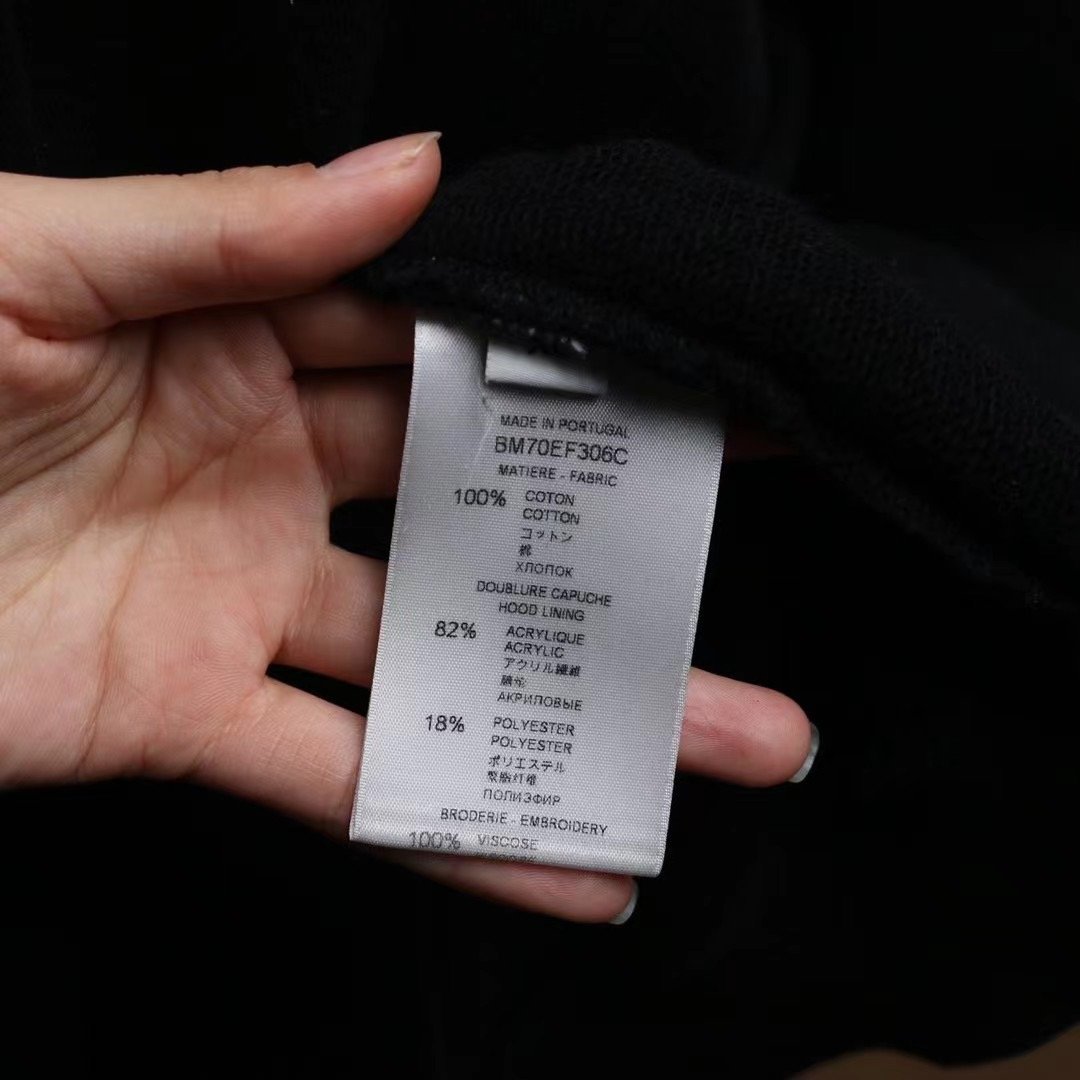 MADE IN PORTUGAL
BM70EF306C
MATIERE - FABRIC
100% COTON
COTTON
コットン
棉
ХЛОПОК
DOUBLURE CAPUCHE
HOOD LINING
82% ACRYLIQUE
ACRYLIC
アクリル繊維
腈纶
АКРИЛОВЫЕ
18% POLYESTER
POLYESTER
ポリエステル
聚脂纤维
ПОЛИЭФИР
BRODERIE - EMBROIDERY
100% VISCOSE